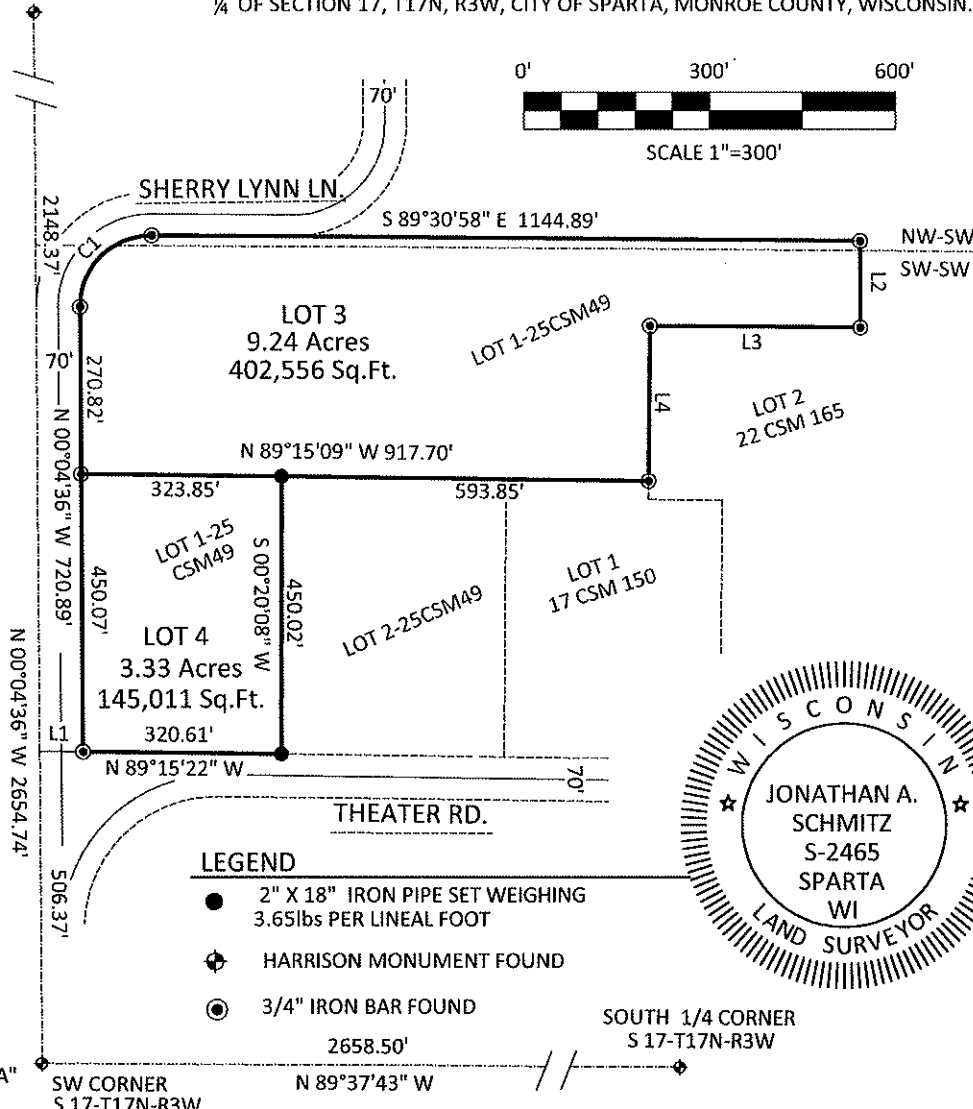 ¼ OF SECTION 17, T17N, R3W, CITY OF SPARTA, MONROE COUNTY, WISCONSIN.
0' 300' 600'
SCALE 1"=300'
70'
SHERRY LYNN LN.
S 89°30'58" E 1144.89'
2148.37'
C1
NW-SW
SW-SW
L2
LOT 3
9.24 Acres
402,556 Sq.Ft.
LOT 1-25CSM49
L3
70'
270.82'
L4
LOT 2
22 CSM 165
N 89°15'09" W 917.70'
323.85'
593.85'
N 00°04'36" W 720.89'
LOT 1-25
CSM49
S 00°20'08" W
450.02'
450.07'
LOT 2-25CSM49
LOT 1
17 CSM 150
LOT 4
3.33 Acres
145,011 Sq.Ft.
N 00°04'36" W 2654.74'
L1
320.61'
N 89°15'22" W
70'
THEATER RD.
506.37'
WISCONSIN
JONATHAN A.
SCHMITZ
S-2465
SPARTA
WI
LAND SURVEYOR
LEGEND
2" X 18" IRON PIPE SET WEIGHING
3.65lbs PER LINEAL FOOT
HARRISON MONUMENT FOUND
3/4" IRON BAR FOUND
SOUTH 1/4 CORNER
S 17-T17N-R3W
2658.50'
N 89°37'43" W
A"
SW CORNER
S 17-T17N-R3W